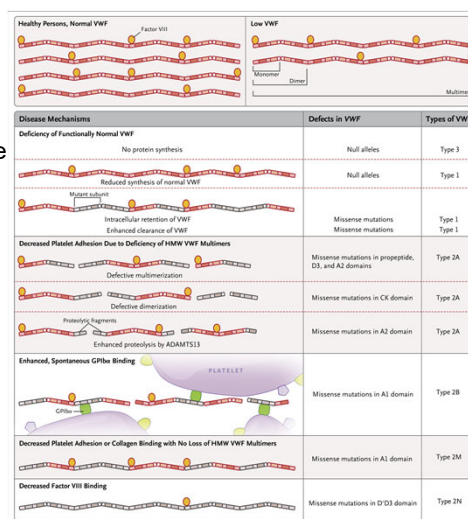 Healthy Persons, Normal VWF
Factor VIII
Low VWF
Monomer
Dimer
Multime
e
Disease Mechanisms
Defects in VWF
Types of VW
Deficiency of Functionally Normal VWF
No protein synthesis
Null alleles
Type 3
Reduced synthesis of normal VWF
Null alleles
Type 1
Mutant subunit
Intracellular retention of VWF
Missense mutations
Type 1
Enhanced clearance of VWF
Missense mutations
Type 1
Decreased Platelet Adhesion Due to Deficiency of HMW VWF Multimers
Defective multimerization
Missense mutations in propeptide,
D3, and A2 domains
Type 2A
Defective dimerization
Missense mutations in CK domain
Type 2A
Proteolytic fragments
Enhanced proteolysis by ADAMTS13
Missense mutations in A2 domain
Type 2A
Enhanced, Spontaneous GPIbα Binding
PLATELET
GPIbα
Missense mutations in A1 domain
Type 2B
Decreased Platelet Adhesion or Collagen Binding with No Loss of HMW VWF Multimers
Missense mutations in A1 domain
Type 2M
Decreased Factor VIII Binding
Missense mutations in D'D3 domain
Type 2N